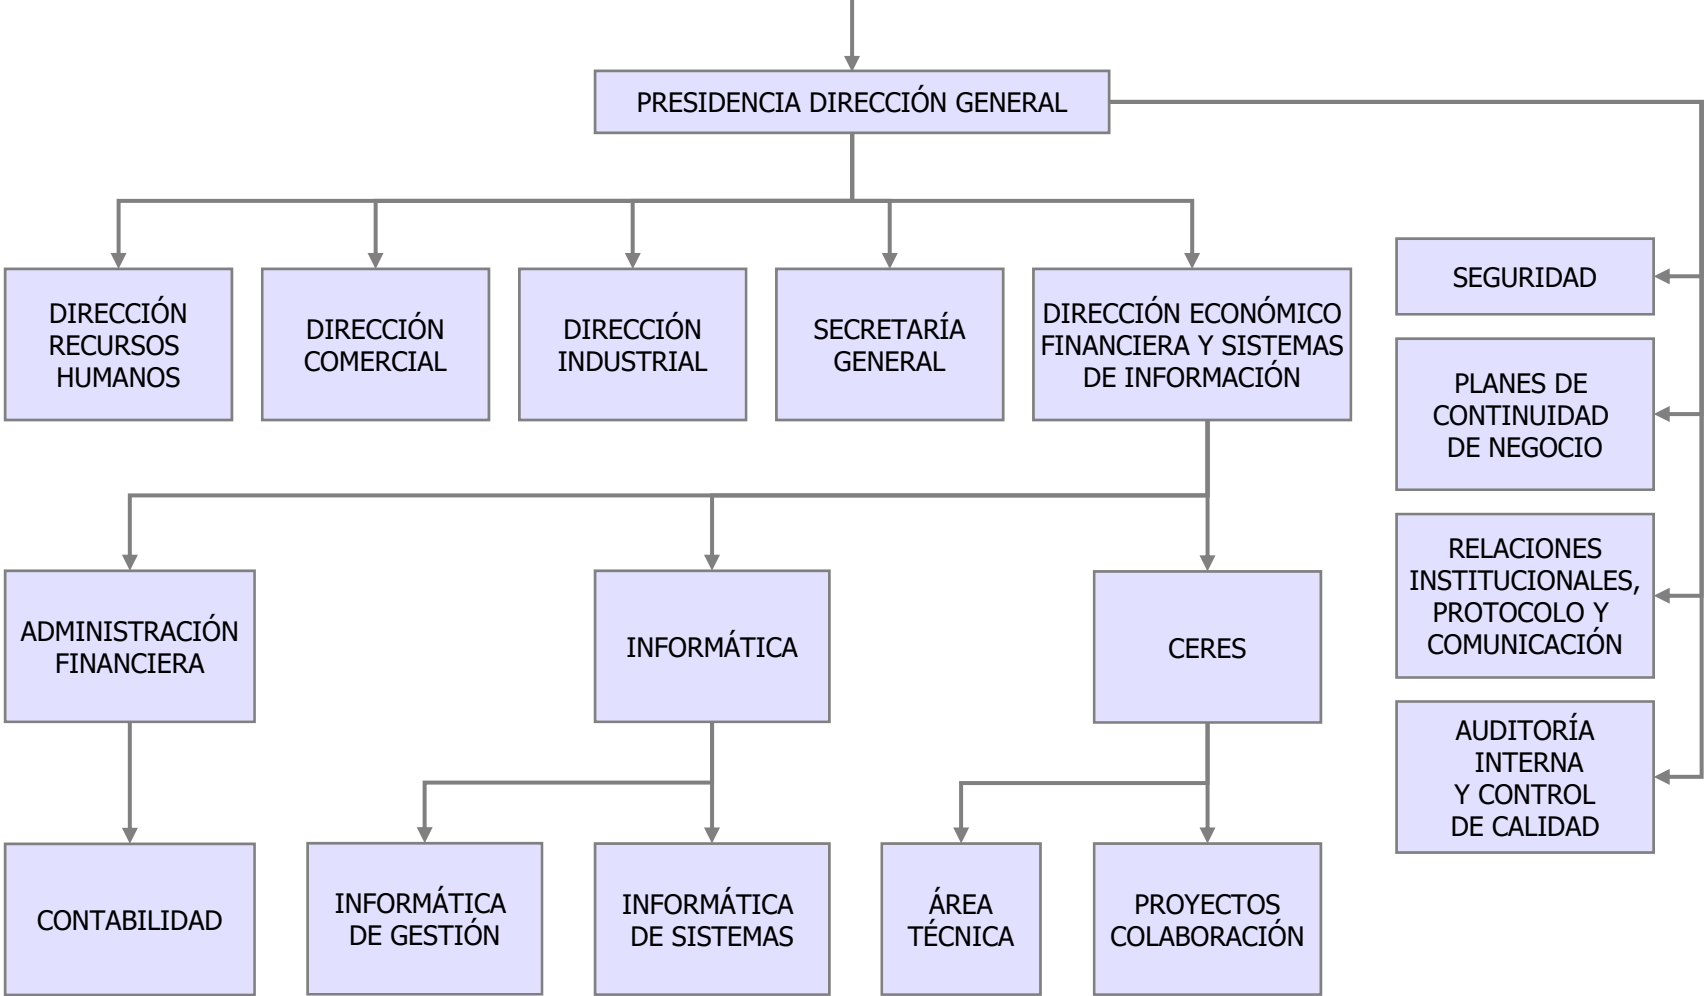 PRESIDENCIA DIRECCIÓN GENERAL
DIRECCIÓN
RECURSOS
HUMANOS
DIRECCIÓN
COMERCIAL
DIRECCIÓN
INDUSTRIAL
SECRETARÍA
GENERAL
DIRECCIÓN ECONÓMICO
FINANCIERA Y SISTEMAS
DE INFORMACIÓN
SEGURIDAD
PLANES DE
CONTINUIDAD
DE NEGOCIO
RELACIONES
INSTITUCIONALES,
PROTOCOLO Y
COMUNICACIÓN
AUDITORÍA
INTERNA
Y CONTROL
DE CALIDAD
ADMINISTRACIÓN
FINANCIERA
INFORMÁTICA
CERES
CONTABILIDAD
INFORMÁTICA
DE GESTIÓN
INFORMÁTICA
DE SISTEMAS
ÁREA
TÉCNICA
PROYECTOS
COLABORACIÓN